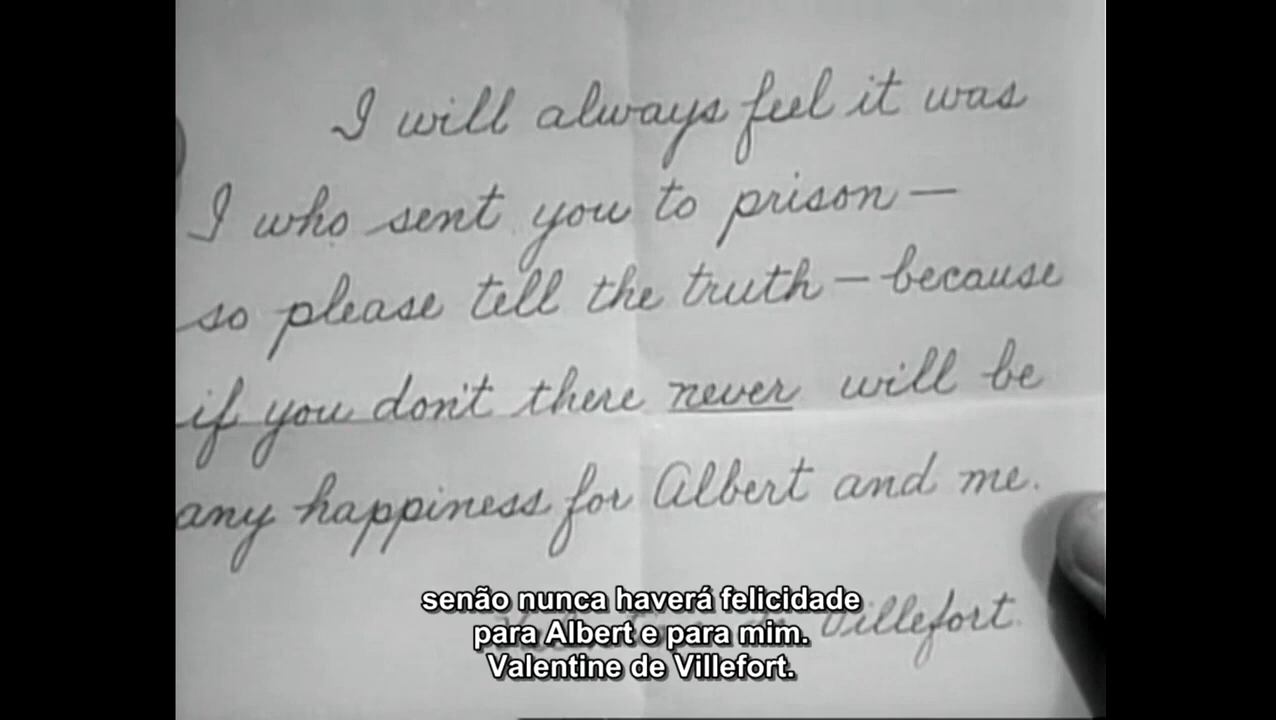 I will always feel it was
I who sent you to prison —
so please tell the truth — because
if you don't there never will be
any happiness for Albert and me.
Villefort.
senão nunca haverá felicidade
para Albert e para mim.
Valentine de Villefort.